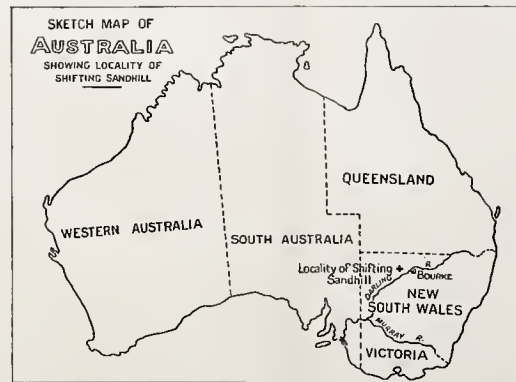 SKETCH MAP OF
AUSTRALIA
SHOWING LOCALITY OF
SHIFTING SANDHILL
QUEENSLAND
WESTERN AUSTRALIA
SOUTH AUSTRALIA
Locality of Shifting
Sandhill
DARLING R.
BOURKE
NEW
SOUTH WALES
MURRAY R.
VICTORIA